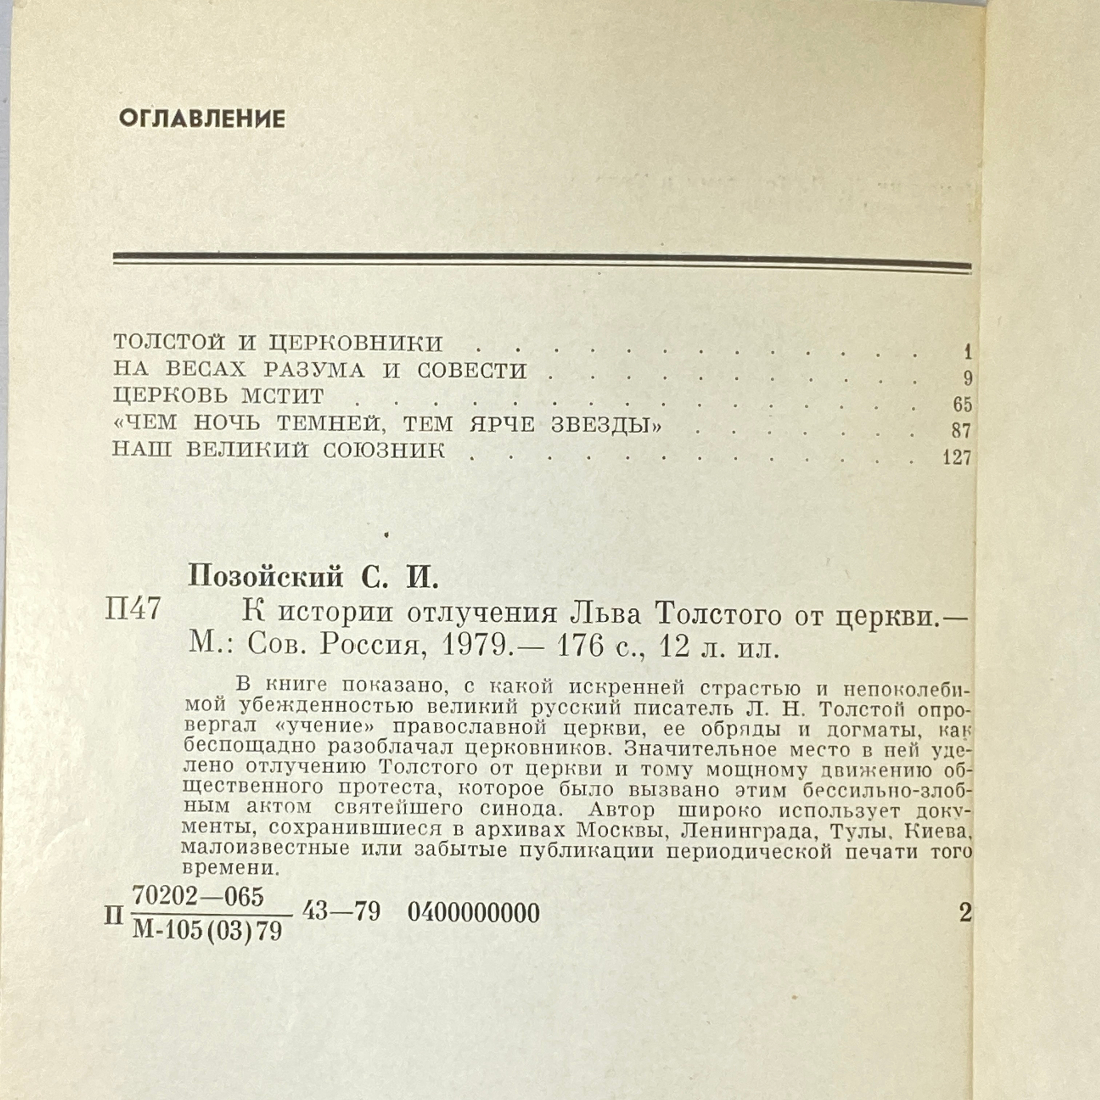 ОГЛАВЛЕНИЕ
ТОЛСТОЙ И ЦЕРКОВНИКИ . . . . . . . . . . . . 1
НА ВЕСАХ РАЗУМА И СОВЕСТИ . . . . . . . . . . 9
ЦЕРКОВЬ МСТИТ . . . . . . . . . . . . . . . 65
«ЧЕМ НОЧЬ ТЕМНЕЙ, ТЕМ ЯРЧЕ ЗВЕЗДЫ» . . . . . . . 87
НАШ ВЕЛИКИЙ СОЮЗНИК . . . . . . . . . . . . 127
Позойский С. И.
П47 К истории отлучения Льва Толстого от церкви.—
М.: Сов. Россия, 1979.— 176 с., 12 л. ил.
В книге показано, с какой искренней страстью и непоколеби-
мой убежденностью великий русский писатель Л. Н. Толстой опро-
вергал «учение» православной церкви, ее обряды и догматы, как
беспощадно разоблачал церковников. Значительное место в ней уде-
лено отлучению Толстого от церкви и тому мощному движению об-
щественного протеста, которое было вызвано этим бессильно-злоб-
ным актом святейшего синода. Автор широко использует доку-
менты, сохранившиеся в архивах Москвы, Ленинграда, Тулы, Киева,
малоизвестные или забытые публикации периодической печати того
времени.
70202—065
П 43—79 0400000000 2
М-105(03)79